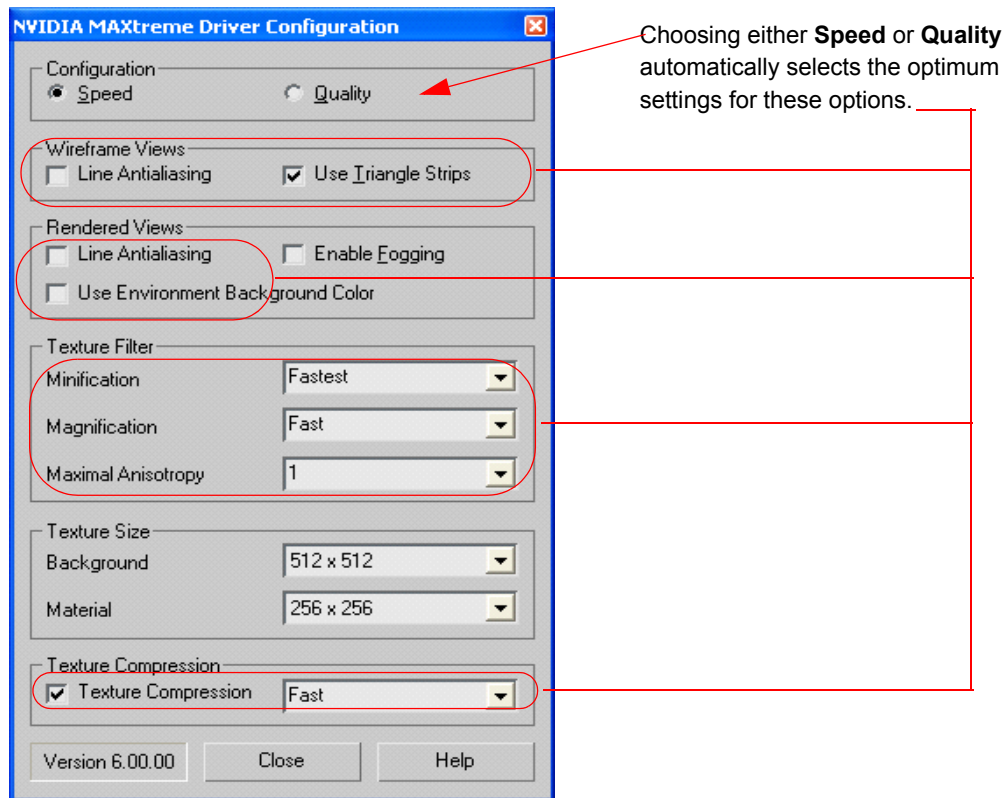 NVIDIA MAXtreme Driver Configuration
Choosing either Speed or Quality
automatically selects the optimum
settings for these options.
Configuration
Speed
Quality
Wireframe Views
Line Antialiasing
Use Triangle Strips
Rendered Views
Line Antialiasing
Enable Fogging
Use Environment Background Color
Texture Filter
Minification
Fastest
Magnification
Fast
Maximal Anisotropy
1
Texture Size
Background
512 x 512
Material
256 x 256
Texture Compression
Texture Compression
Fast
Version 6.00.00
Close
Help